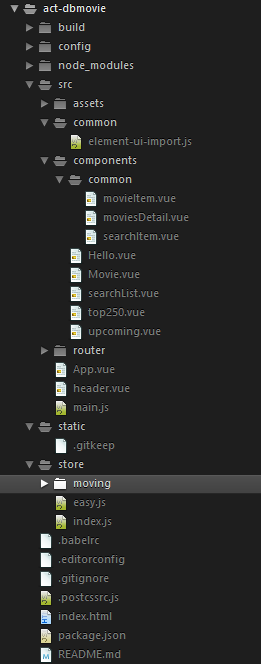 act-dbmovie
build
config
node_modules
src
assets
common
element-ui-import.js
components
common
movieItem.vue
moviesDetail.vue
searchItem.vue
Hello.vue
Movie.vue
searchList.vue
top250.vue
upcoming.vue
router
App.vue
header.vue
main.js
static
.gitkeep
store
moving
easy.js
index.js
.babelrc
.editorconfig
.gitignore
.postcssrc.js
index.html
package.json
README.md